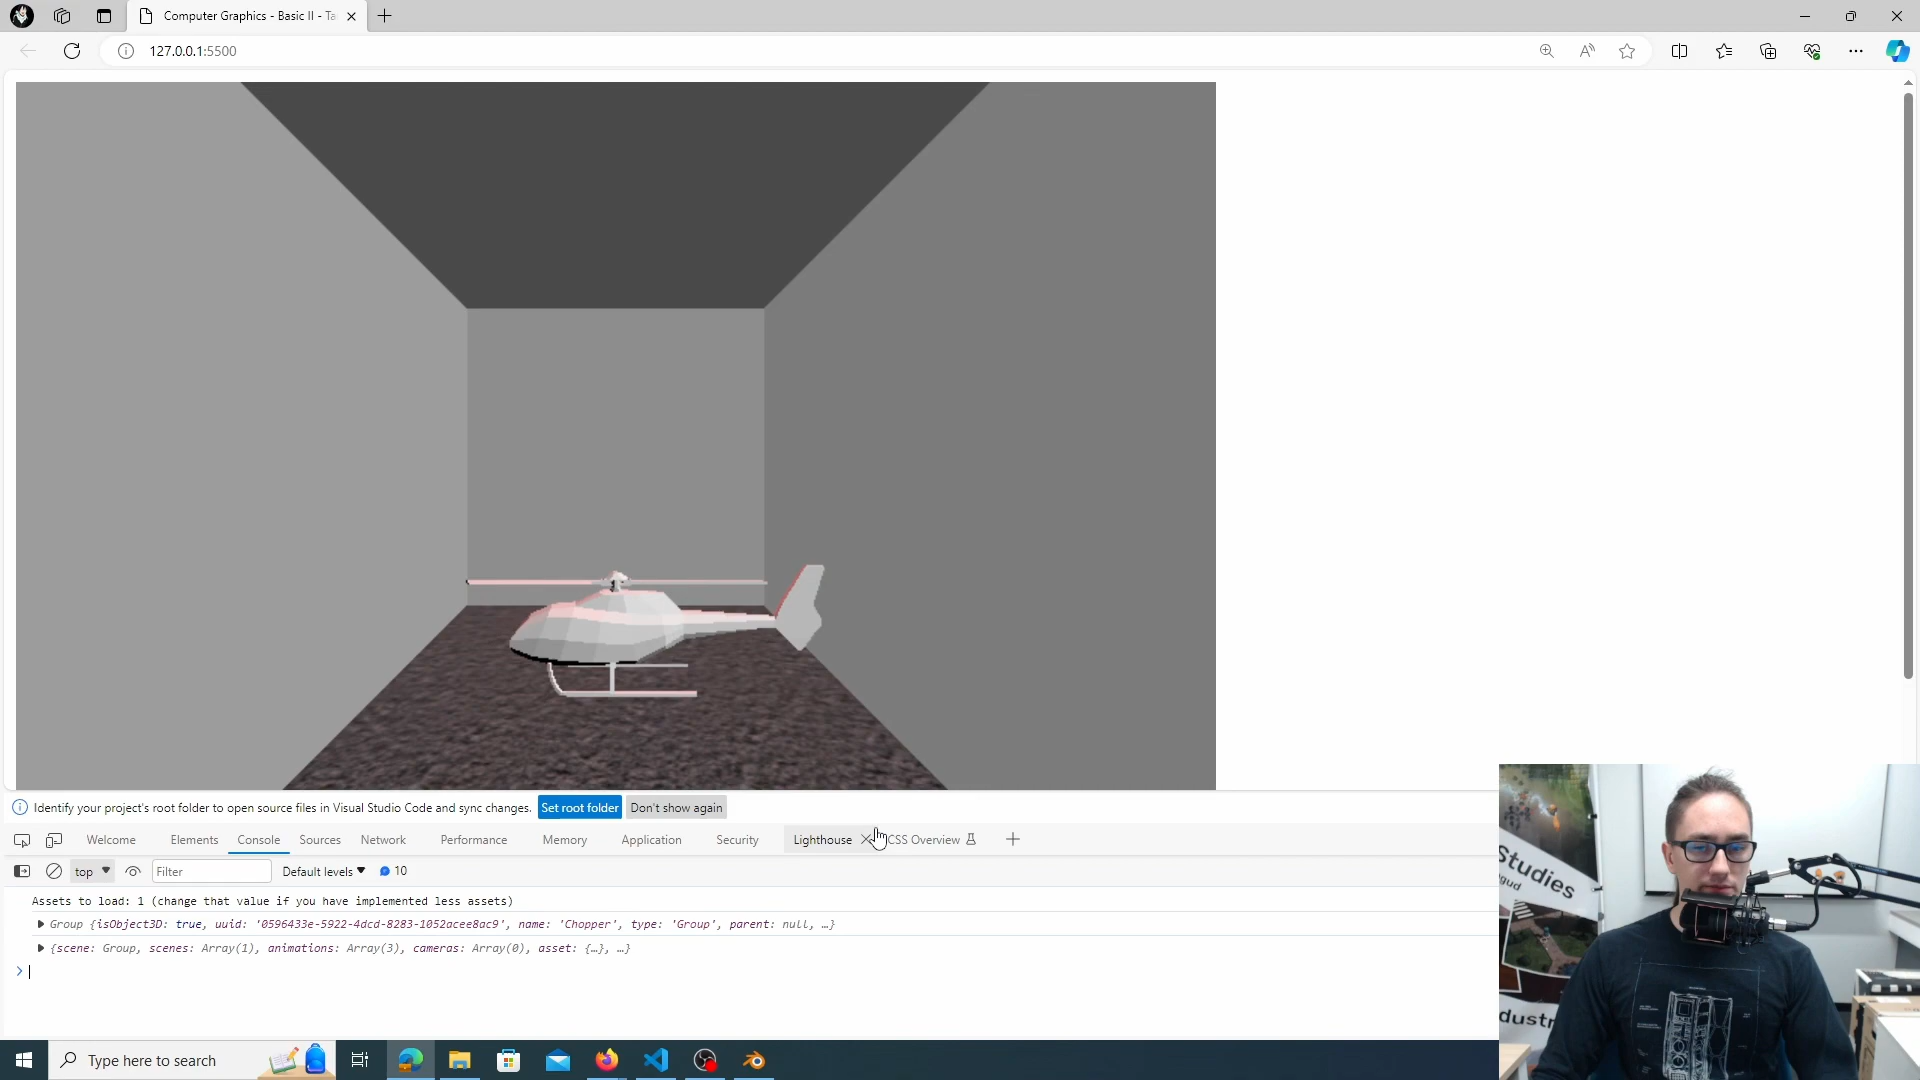 Computer Graphics - Basic II - Ta
127.0.0.1:5500
Identify your project's root folder to open source files in Visual Studio Code and sync changes. Set root folder Don't show again
Welcome Elements Console Sources Network Performance Memory Application Security Lighthouse CSS Overview
top Filter Default levels 10
Assets to load: 1 (change that value if you have implemented less assets)
Group {isObject3D: true, uuid: '0596433e-5922-4dcd-8283-1052acee8ac9', name: 'Chopper', type: 'Group', parent: null, …}
{scene: Group, scenes: Array(1), animations: Array(3), cameras: Array(0), asset: {…}, …}
>
Type here to search
Studies